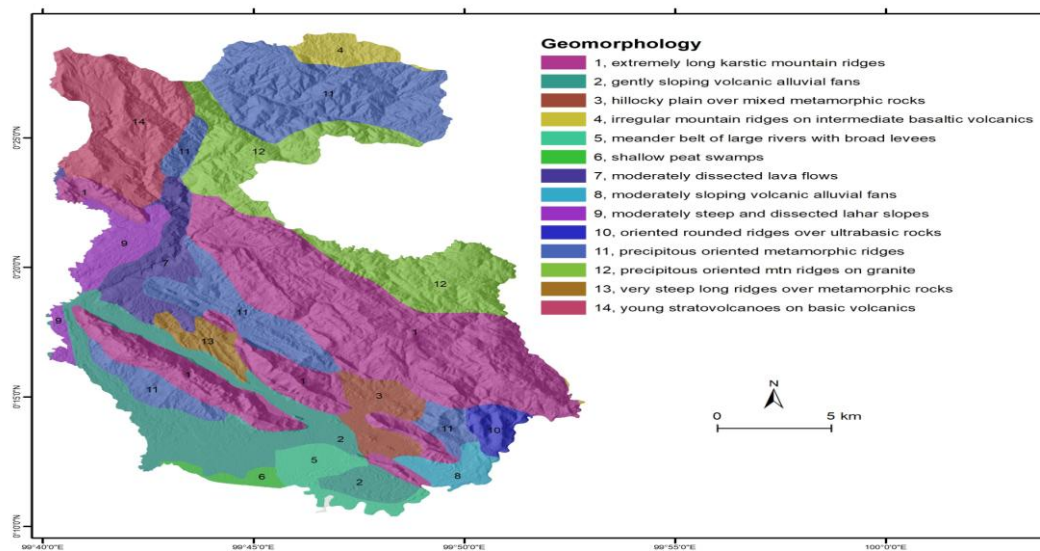 Geomorphology
1, extremely long karstic mountain ridges
2, gently sloping volcanic alluvial fans
3, hillocky plain over mixed metamorphic rocks
4, irregular mountain ridges on intermediate basaltic volcanics
5, meander belt of large rivers with broad levees
6, shallow peat swamps
7, moderately dissected lava flows
8, moderately sloping volcanic alluvial fans
9, moderately steep and dissected lahar slopes
10, oriented rounded ridges over ultrabasic rocks
11, precipitous oriented metamorphic ridges
12, precipitous oriented mtn ridges on granite
13, very steep long ridges over metamorphic rocks
14, young stratovolcanoes on basic volcanics
4
11
14
11
12
1
9
7
12
11
9
13
1
1
1
11
3
11
10
2
5
8
6
2
N
0 5 km
0°25'0"N
0°20'0"N
0°15'0"N
0°10'0"N
99°40'0"E 99°45'0"E 99°50'0"E 99°55'0"E 100°0'0"E